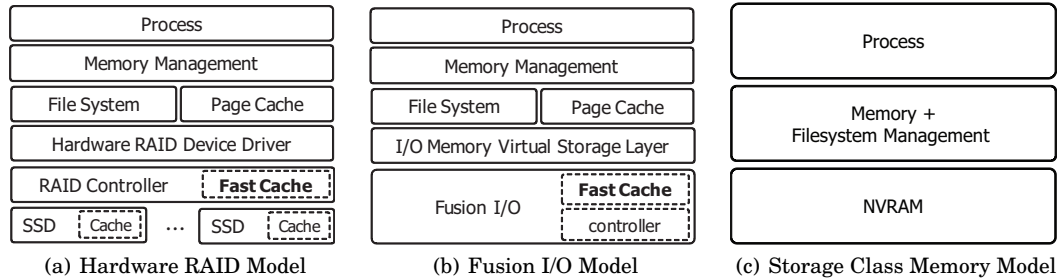 Process
Memory Management
File System Page Cache
Hardware RAID Device Driver
RAID Controller Fast Cache
SSD Cache ... SSD Cache
(a) Hardware RAID Model
Process
Memory Management
File System Page Cache
I/O Memory Virtual Storage Layer
Fast Cache
Fusion I/O
controller
(b) Fusion I/O Model
Process
Memory +
Filesystem Management
NVRAM
(c) Storage Class Memory Model